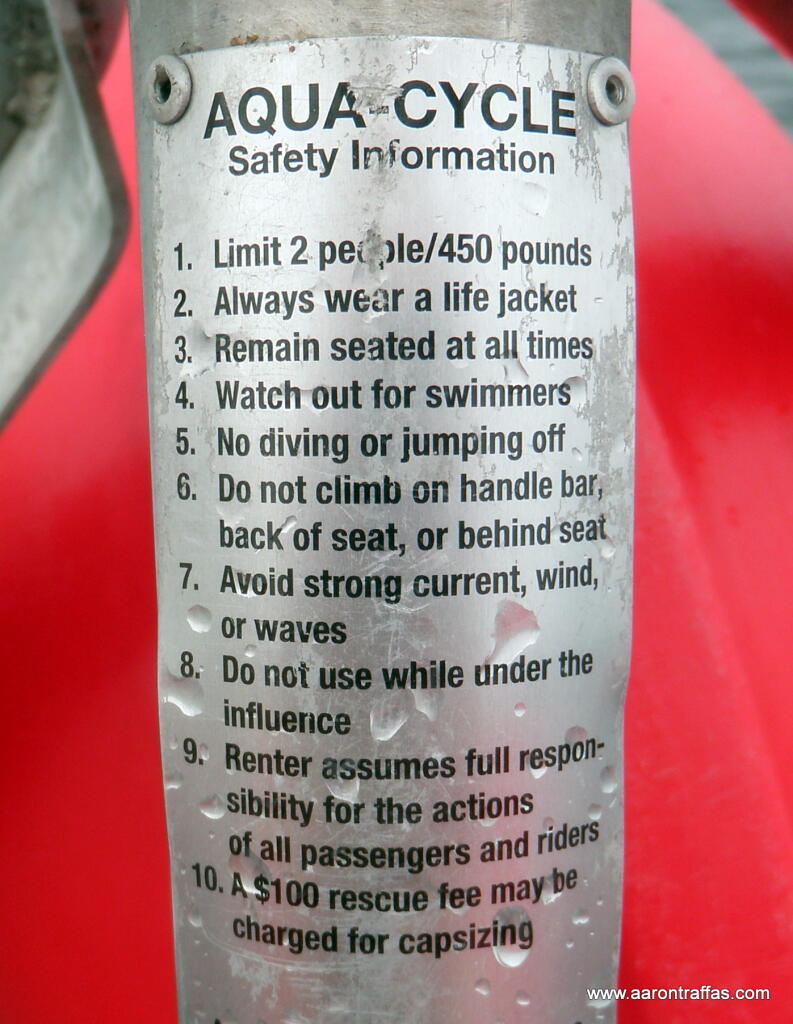 AQUA-CYCLE
Safety Information
1. Limit 2 people/450 pounds
2. Always wear a life jacket
3. Remain seated at all times
4. Watch out for swimmers
5. No diving or jumping off
6. Do not climb on handle bar,
back of seat, or behind seat
7. Avoid strong current, wind,
or waves
8. Do not use while under the
influence
9. Renter assumes full respon-
sibility for the actions
of all passengers and riders
10. A $100 rescue fee may be
charged for capsizing
www.aarontraffas.com